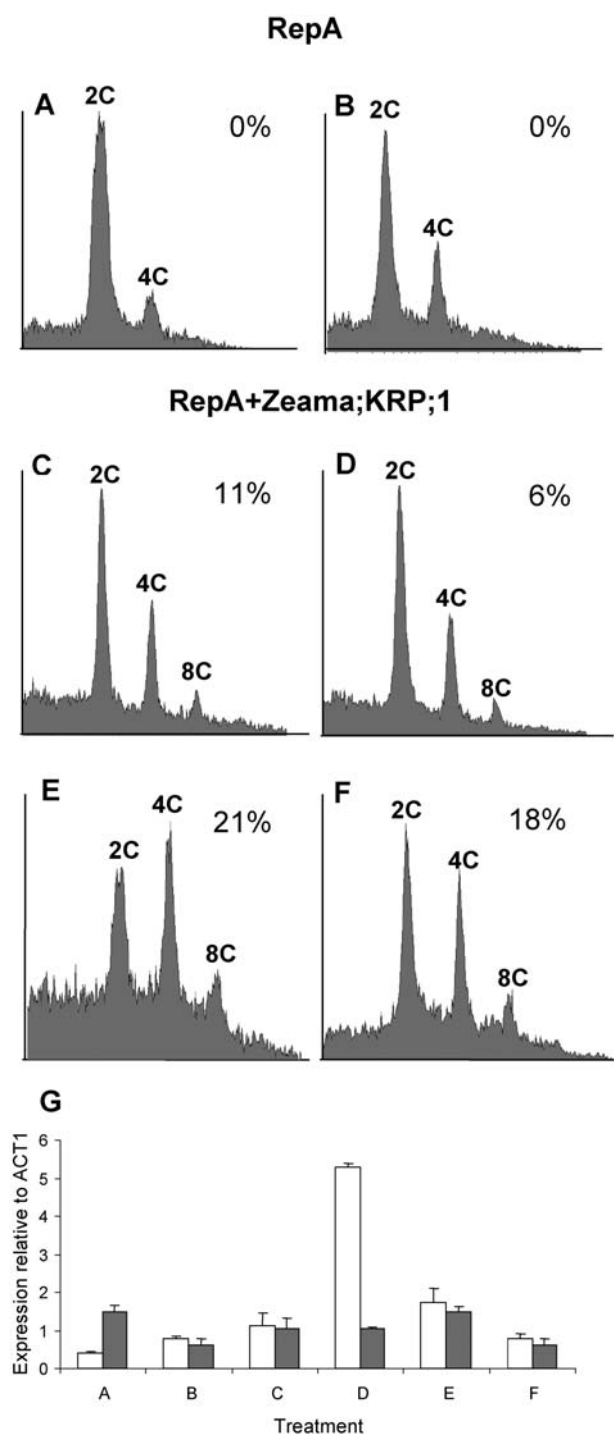 RepA
A
2C
0%
4C
B
2C
0%
4C
RepA+Zeama;KRP;1
C
2C
11%
4C
8C
D
2C
6%
4C
8C
E
2C
4C
21%
8C
F
2C
18%
4C
8C
G
Expression relative to ACT1
6
5
4
3
2
1
0
A B C D E F
Treatment